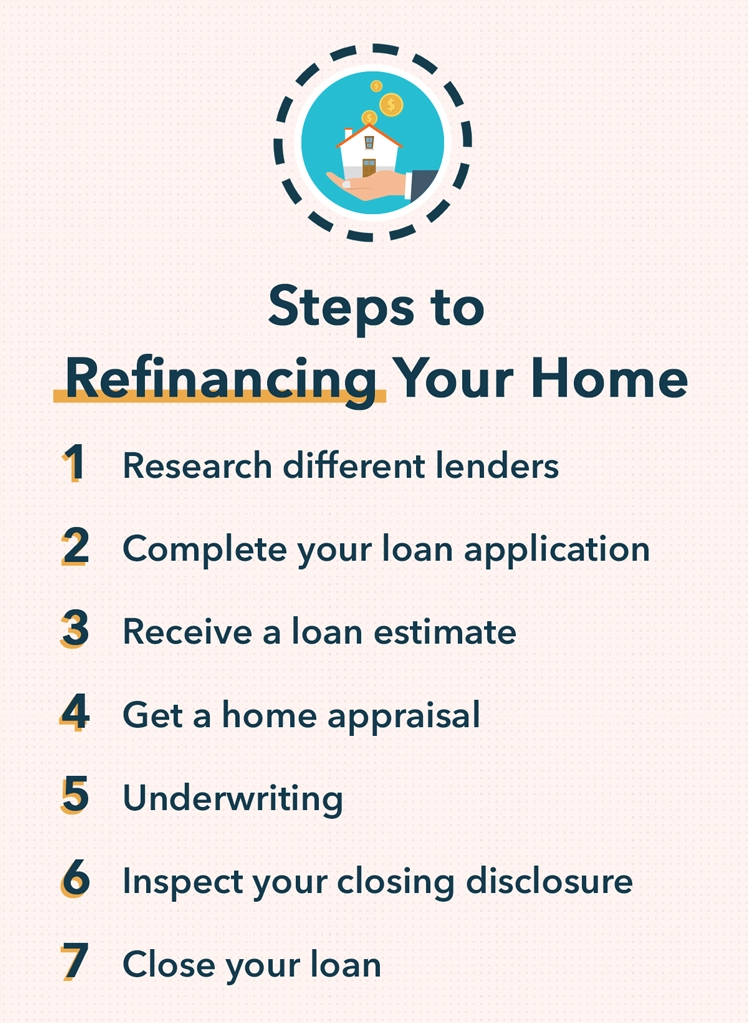 Steps to
Refinancing Your Home
1 Research different lenders
2 Complete your loan application
3 Receive a loan estimate
4 Get a home appraisal
5 Underwriting
6 Inspect your closing disclosure
7 Close your loan